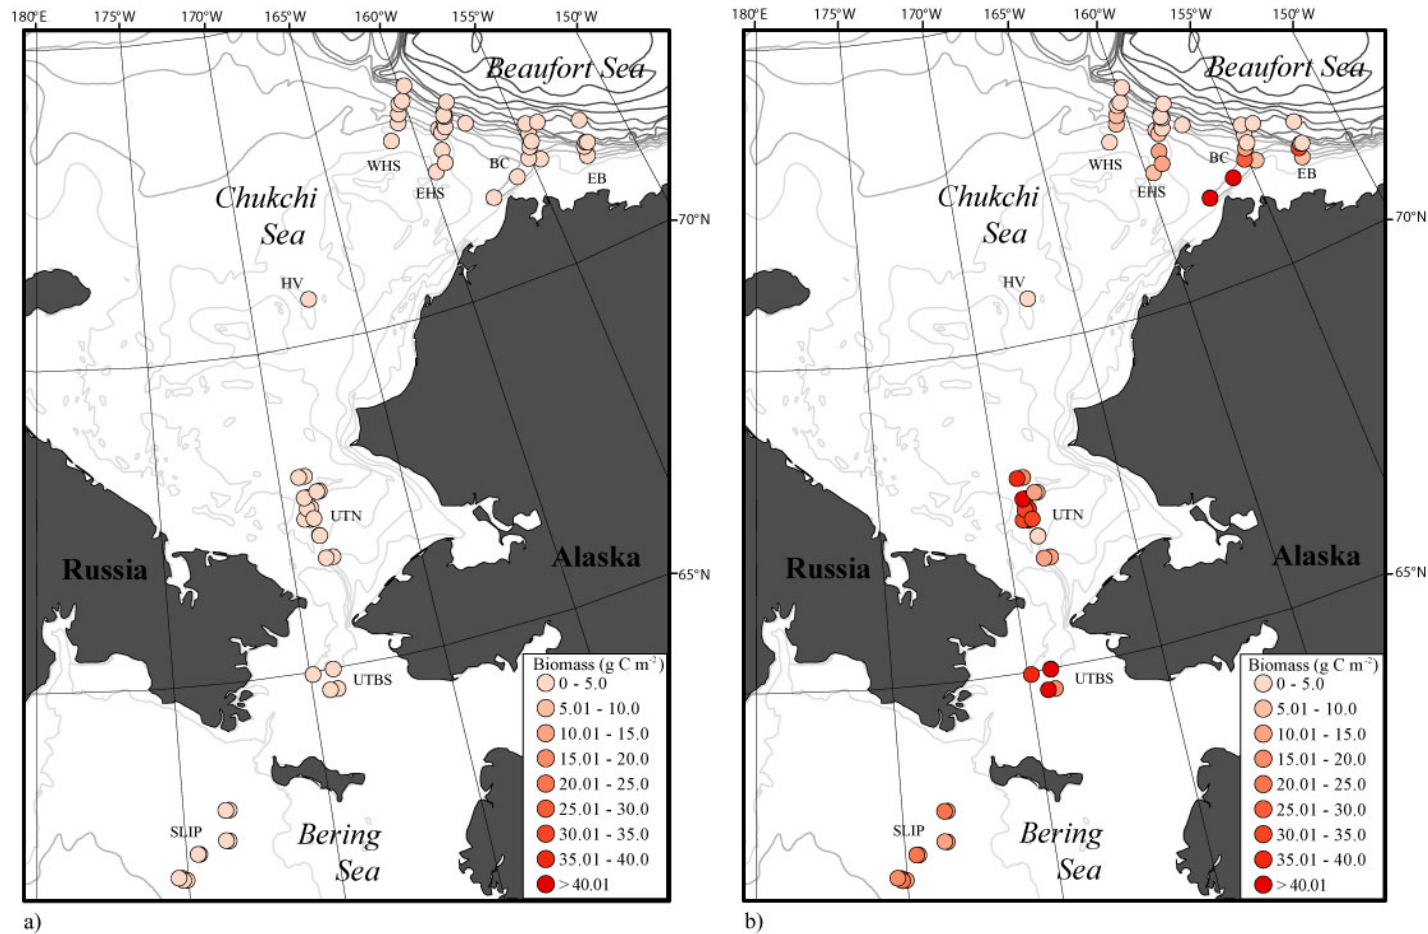 180°E 175°W 170°W 165°W 160°W 155°W 150°W
Beaufort Sea
WHS
BC
EB
EHS
Chukchi
Sea
70°N
HV
UTN
Russia
Alaska
65°N
UTBS
Biomass (g C m-2)
0 - 5.0
5.01 - 10.0
10.01 - 15.0
15.01 - 20.0
20.01 - 25.0
25.01 - 30.0
30.01 - 35.0
35.01 - 40.0
> 40.01
SLIP
Bering
Sea
a)
180°E 175°W 170°W 165°W 160°W 155°W 150°W
Beaufort Sea
WHS
BC
EB
EHS
Chukchi
Sea
70°N
HV
UTN
Russia
Alaska
65°N
UTBS
Biomass (g C m-2)
0 - 5.0
5.01 - 10.0
10.01 - 15.0
15.01 - 20.0
20.01 - 25.0
25.01 - 30.0
30.01 - 35.0
35.01 - 40.0
> 40.01
SLIP
Bering
Sea
b)